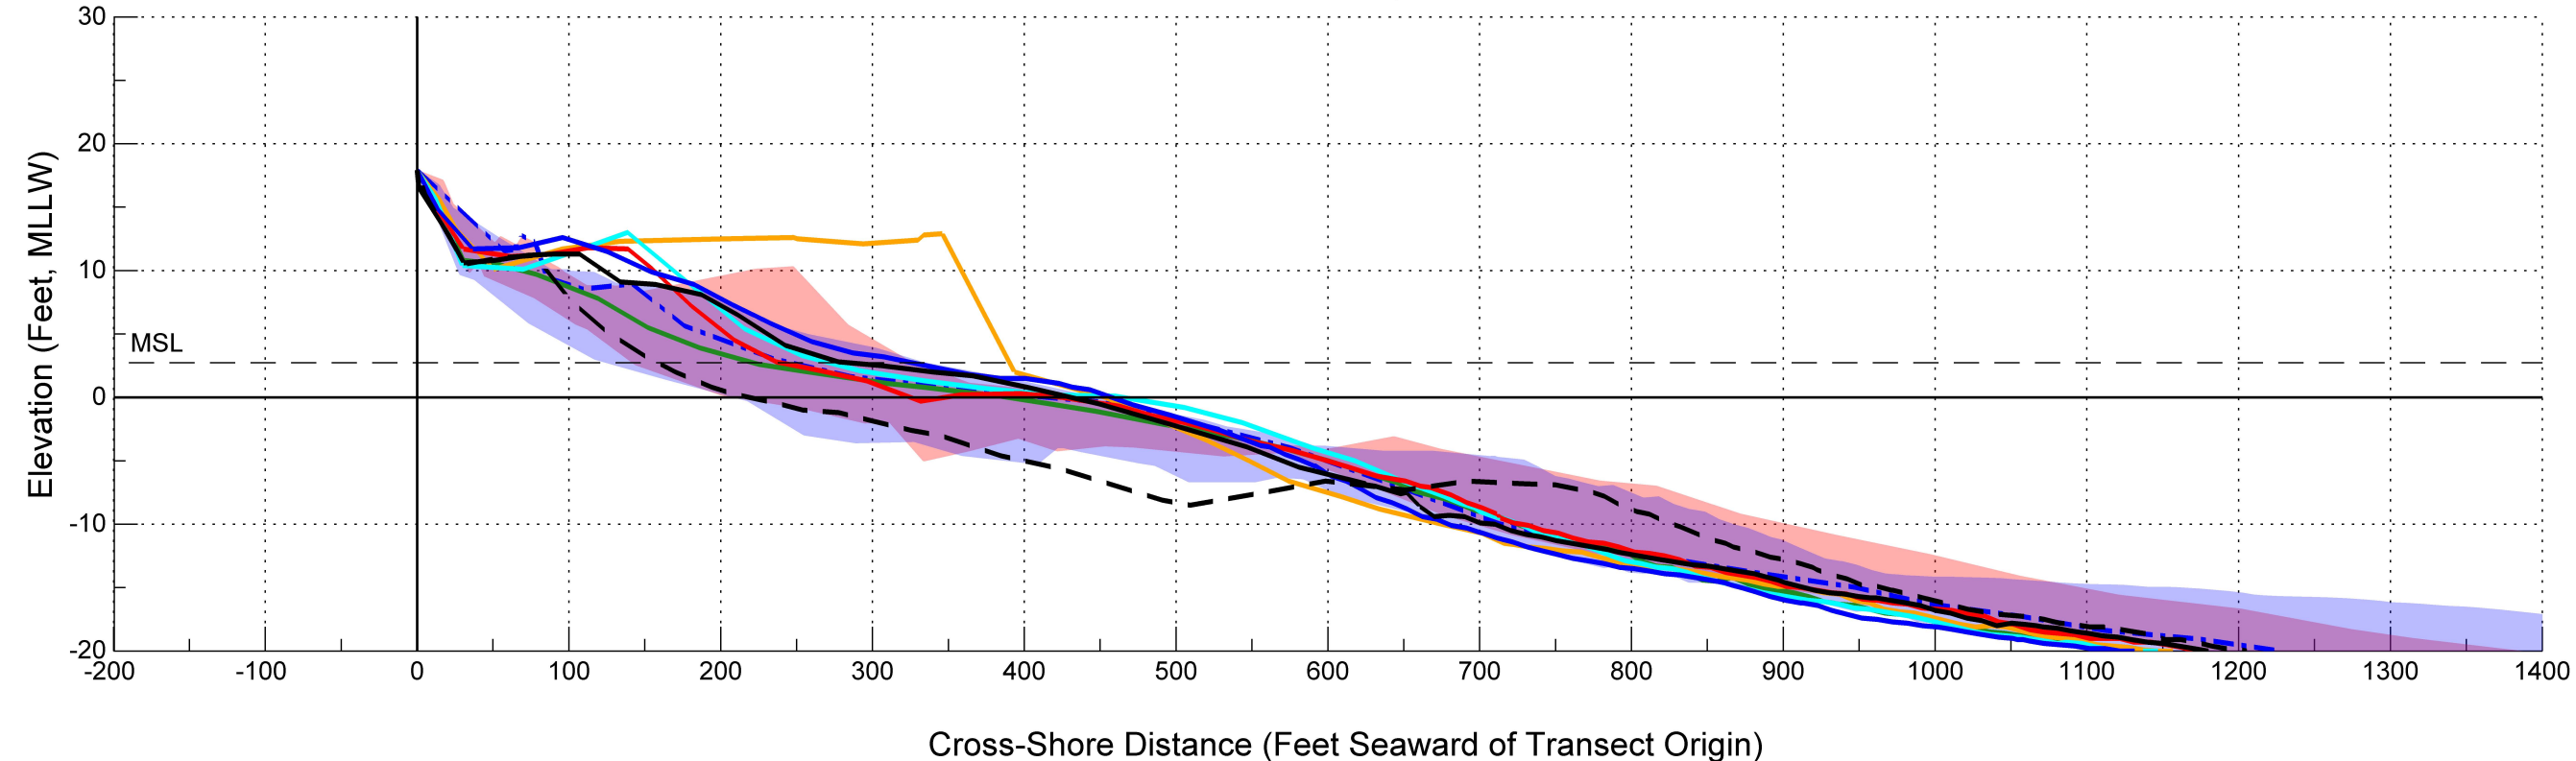 30
20
10
0
-10
-20
MSL
Elevation (Feet, MLLW)
-200 -100 0 100 200 300 400 500 600 700 800 900 1000 1100 1200 1300 1400
Cross-Shore Distance (Feet Seaward of Transect Origin)